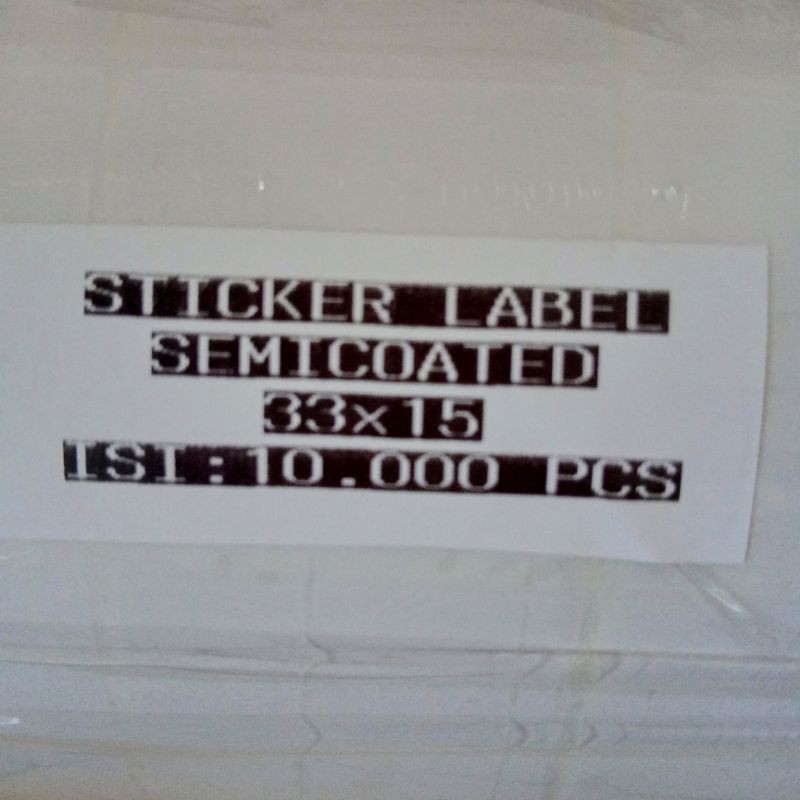 STICKER LABEL
SEMICOATED
33x15
ISI:10.000 PCS